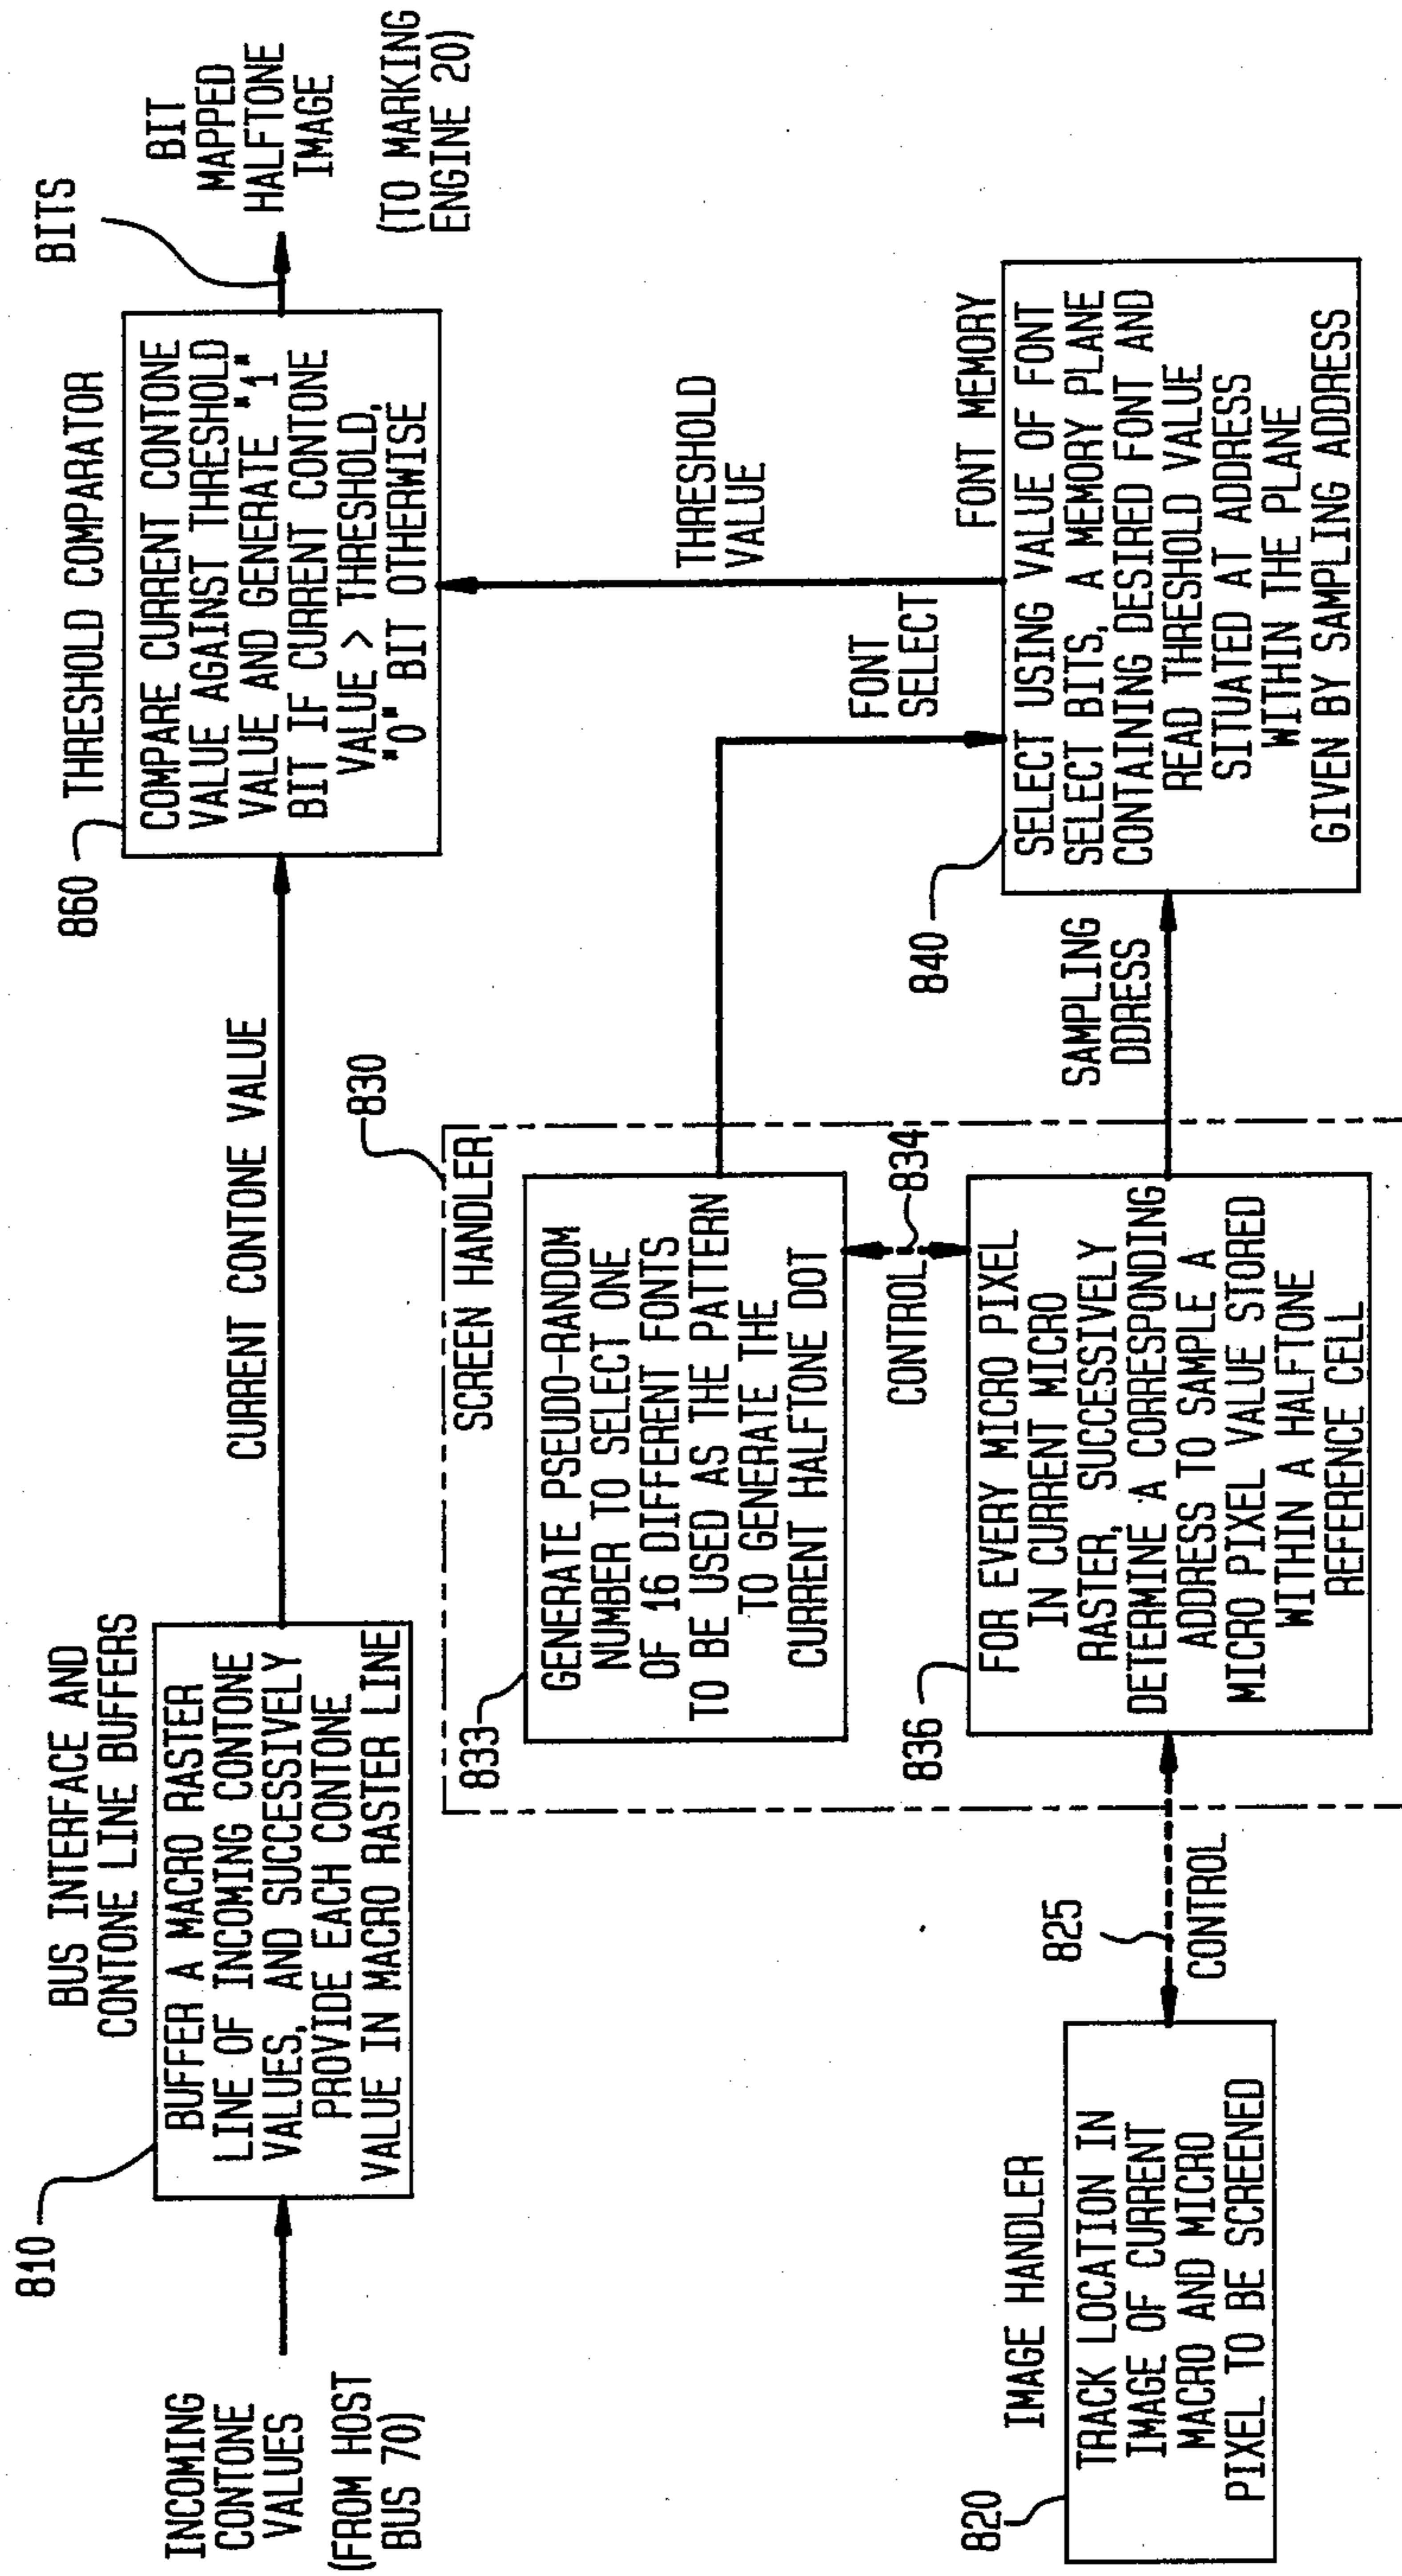 INCOMING
CONTONE
VALUES
(FROM HOST
BUS 70)
810
BUS INTERFACE AND
CONTONE LINE BUFFERS
BUFFER A MACRO RASTER
LINE OF INCOMING CONTONE
VALUES, AND SUCCESSIVELY
PROVIDE EACH CONTONE
VALUE IN MACRO RASTER LINE
CURRENT CONTONE VALUE
860
THRESHOLD COMPARATOR
COMPARE CURRENT CONTONE
VALUE AGAINST THRESHOLD
VALUE AND GENERATE "1"
BIT IF CURRENT CONTONE
VALUE > THRESHOLD,
"0" BIT OTHERWISE
BITS
BIT
MAPPED
HALFTONE
IMAGE
(TO MARKING
ENGINE 20)
830
SCREEN HANDLER
833
GENERATE PSEUDO-RANDOM
NUMBER TO SELECT ONE
OF 16 DIFFERENT FONTS
TO BE USED AS THE PATTERN
TO GENERATE THE
CURRENT HALFTONE DOT
FONT
SELECT
THRESHOLD
VALUE
CONTROL
834
820
IMAGE HANDLER
TRACK LOCATION IN
IMAGE OF CURRENT
MACRO AND MICRO
PIXEL TO BE SCREENED
825
CONTROL
836
FOR EVERY MICRO PIXEL
IN CURRENT MICRO
RASTER, SUCCESSIVELY
DETERMINE A CORRESPONDING
ADDRESS TO SAMPLE A
MICRO PIXEL VALUE STORED
WITHIN A HALFTONE
REFERENCE CELL
SAMPLING
DDRESS
840
FONT MEMORY
SELECT USING VALUE OF FONT
SELECT BITS, A MEMORY PLANE
CONTAINING DESIRED FONT AND
READ THRESHOLD VALUE
SITUATED AT ADDRESS
WITHIN THE PLANE
GIVEN BY SAMPLING ADDRESS